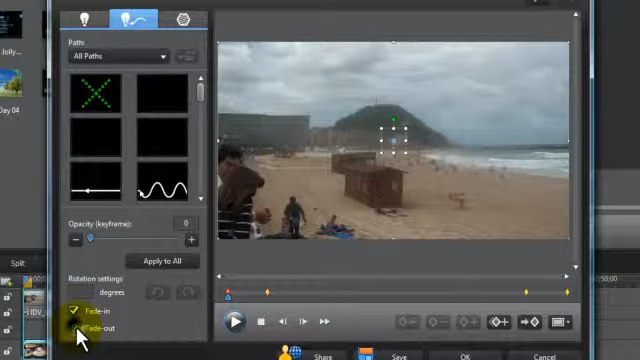 Path:
All Paths
Jolly...
Day 04
Opacity (keyframe):
0
Apply to All
Rotation settings
degrees
Split
Fade-in
Fade-out
Share
Save
OK
Cancel